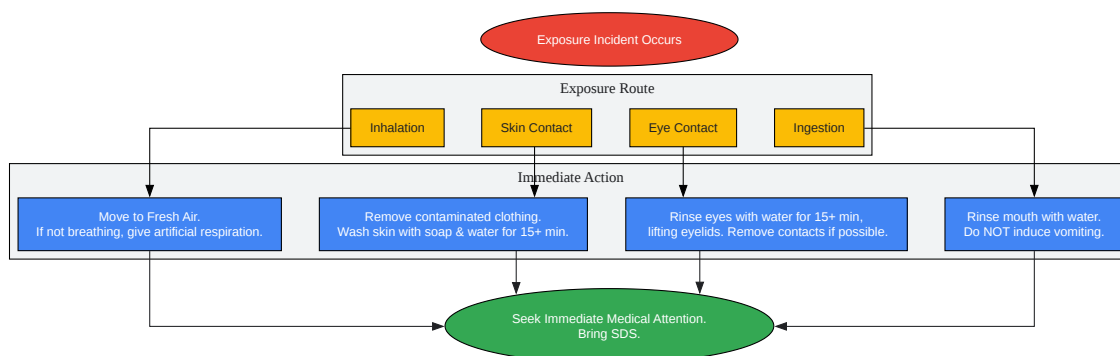 Exposure Incident Occurs
Exposure Route
Inhalation
Skin Contact
Eye Contact
Ingestion
Immediate Action
Move to Fresh Air.
If not breathing, give artificial respiration.
Remove contaminated clothing.
Wash skin with soap & water for 15+ min.
Rinse eyes with water for 15+ min,
lifting eyelids. Remove contacts if possible.
Rinse mouth with water.
Do NOT induce vomiting.
Seek Immediate Medical Attention.
Bring SDS.